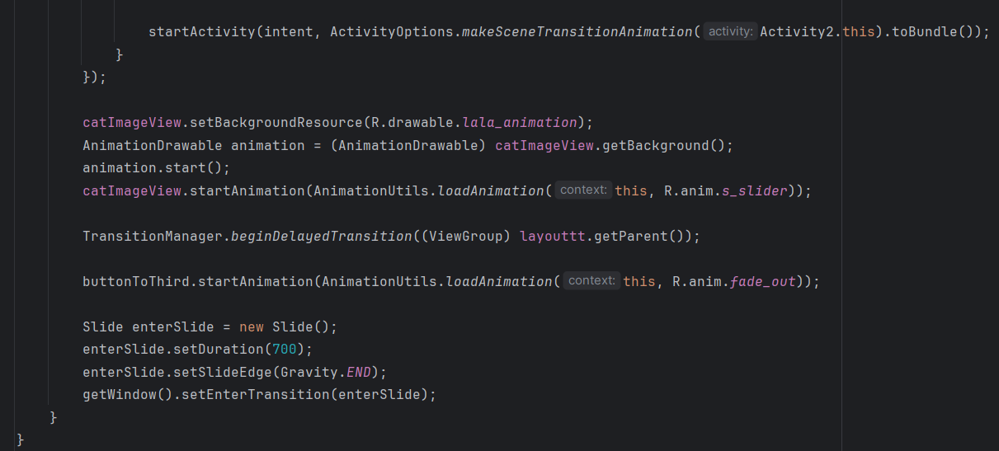 startActivity(intent, ActivityOptions.makeSceneTransitionAnimation( activity: Activity2.this).toBundle());
}
});
catImageView.setBackgroundResource(R.drawable.lala_animation);
AnimationDrawable animation = (AnimationDrawable) catImageView.getBackground();
animation.start();
catImageView.startAnimation(AnimationUtils.loadAnimation( context: this, R.anim.s_slider));
TransitionManager.beginDelayedTransition((ViewGroup) layouttt.getParent());
buttonToThird.startAnimation(AnimationUtils.loadAnimation( context: this, R.anim.fade_out));
Slide enterSlide = new Slide();
enterSlide.setDuration(700);
enterSlide.setSlideEdge(Gravity.END);
getWindow().setEnterTransition(enterSlide);
}
}